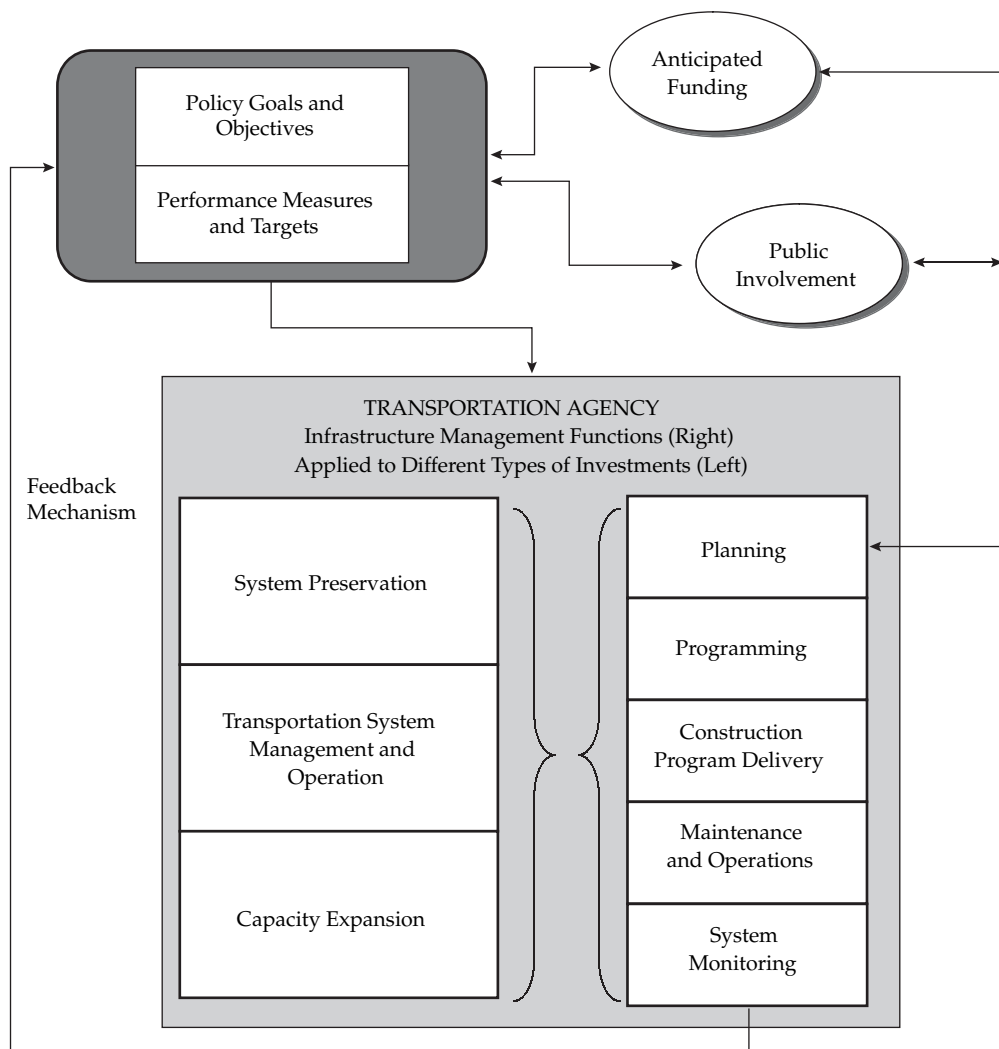 Anticipated
Funding
Policy Goals and
Objectives
Performance Measures
and Targets
Public
Involvement
TRANSPORTATION AGENCY
Infrastructure Management Functions (Right)
Applied to Different Types of Investments (Left)
Feedback
Mechanism
System Preservation
Transportation System
Management and
Operation
Capacity Expansion
Planning
Programming
Construction
Program Delivery
Maintenance
and Operations
System
Monitoring